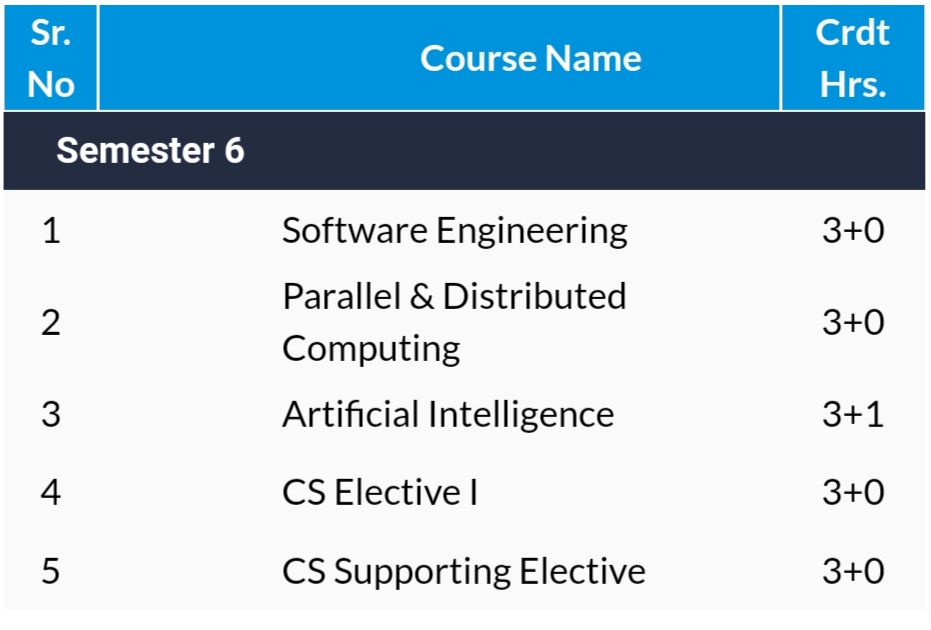 Sr. No Course Name Crdt Hrs.
Semester 6
1 Software Engineering 3+0
2 Parallel & Distributed Computing 3+0
3 Artificial Intelligence 3+1
4 CS Elective I 3+0
5 CS Supporting Elective 3+0